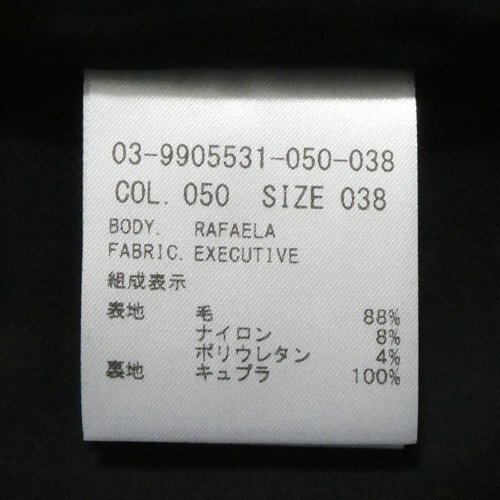 03-9905531-050-038
COL. 050 SIZE 038
BODY. RAFAELA
FABRIC. EXECUTIVE
組成表示
表地 毛 88%
ナイロン 8%
ポリウレタン 4%
裏地 キュプラ 100%